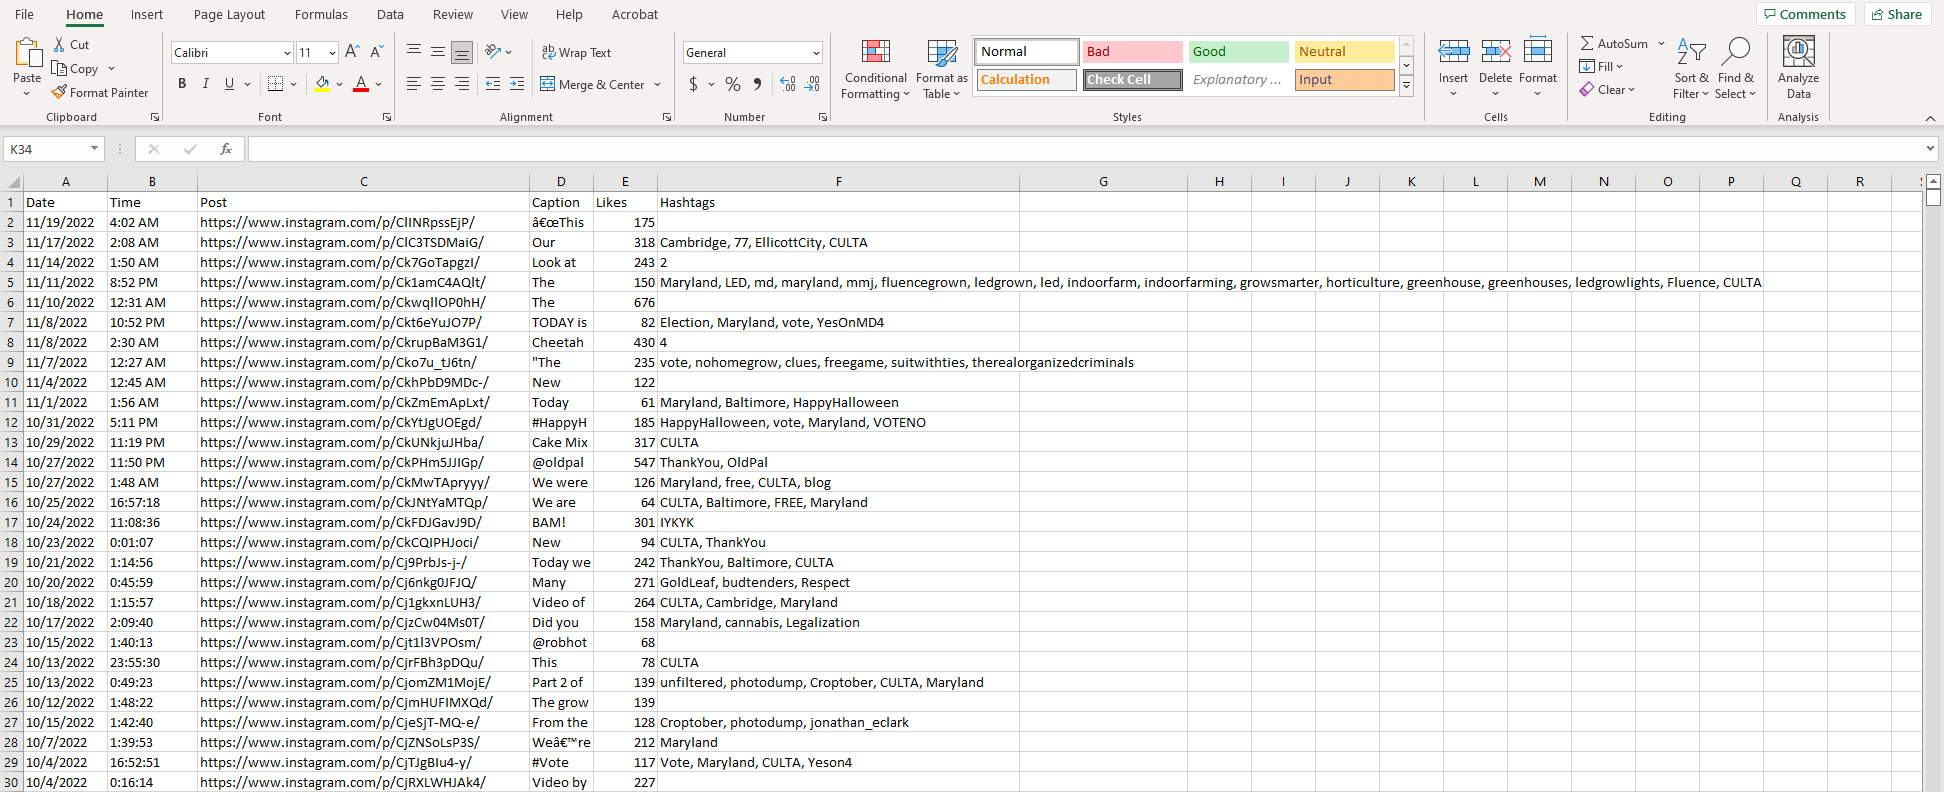 File Home Insert Page Layout Formulas Data Review View Help Acrobat Comments Share
Paste Cut Copy Format Painter Clipboard
Calibri 11 A A B I U A Font
ab Wrap Text Merge & Center Alignment
General $ % 9 Number
Conditional Formatting Format as Table Normal Bad Good Neutral Calculation Check Cell Explanatory ... Input Styles
Insert Delete Format Cells
AutoSum Fill Clear Sort & Filter Find & Select Editing
Analyze Data Analysis
K34 fx
A B C D E F G H I J K L M N O P Q R
1 Date Time Post Caption Likes Hashtags
2 11/19/2022 4:02 AM https://www.instagram.com/p/ClINRpssEjP/ â€œThis 175
3 11/17/2022 2:08 AM https://www.instagram.com/p/ClC3TSDMaiG/ Our 318 Cambridge, 77, EllicottCity, CULTA
4 11/14/2022 1:50 AM https://www.instagram.com/p/Ck7GoTapgzI/ Look at 243 2
5 11/11/2022 8:52 PM https://www.instagram.com/p/Ck1amC4AQlt/ The 150 Maryland, LED, md, maryland, mmj, fluencegrown, ledgrown, led, indoorfarm, indoorfarming, growsmarter, horticulture, greenhouse, greenhouses, ledgrowlights, Fluence, CULTA
6 11/10/2022 12:31 AM https://www.instagram.com/p/CkwqllOP0hH/ The 676
7 11/8/2022 10:52 PM https://www.instagram.com/p/Ckt6eYuJO7P/ TODAY is 82 Election, Maryland, vote, YesOnMD4
8 11/8/2022 2:30 AM https://www.instagram.com/p/CkrupBaM3G1/ Cheetah 430 4
9 11/7/2022 12:27 AM https://www.instagram.com/p/Cko7u_tJ6tn/ "The 235 vote, nohomegrow, clues, freegame, suitwithties, therealorganizedcriminals
10 11/4/2022 12:45 AM https://www.instagram.com/p/CkhPbD9MDc-/ New 122
11 11/1/2022 1:56 AM https://www.instagram.com/p/CkZmEmApLxt/ Today 61 Maryland, Baltimore, HappyHalloween
12 10/31/2022 5:11 PM https://www.instagram.com/p/CkYtJgUOEgd/ #HappyH 185 HappyHalloween, vote, Maryland, VOTENO
13 10/29/2022 11:19 PM https://www.instagram.com/p/CkUNkjuJHba/ Cake Mix 317 CULTA
14 10/27/2022 11:50 PM https://www.instagram.com/p/CkPHm5JJIGp/ @oldpal 547 ThankYou, OldPal
15 10/27/2022 1:48 AM https://www.instagram.com/p/CkMwTApryyy/ We were 126 Maryland, free, CULTA, blog
16 10/25/2022 16:57:18 https://www.instagram.com/p/CkJNtYaMTQp/ We are 64 CULTA, Baltimore, FREE, Maryland
17 10/24/2022 11:08:36 https://www.instagram.com/p/CkFDJGavJ9D/ BAM! 301 IYKYK
18 10/23/2022 0:01:07 https://www.instagram.com/p/CkCQIPHJoci/ New 94 CULTA, ThankYou
19 10/21/2022 1:14:56 https://www.instagram.com/p/Cj9PrbJs-j-/ Today we 242 ThankYou, Baltimore, CULTA
20 10/20/2022 0:45:59 https://www.instagram.com/p/Cj6nkg0JFJQ/ Many 271 GoldLeaf, budtenders, Respect
21 10/18/2022 1:15:57 https://www.instagram.com/p/Cj1gkxnLUH3/ Video of 264 CULTA, Cambridge, Maryland
22 10/17/2022 2:09:40 https://www.instagram.com/p/CjzCw04Ms0T/ Did you 158 Maryland, cannabis, Legalization
23 10/15/2022 1:40:13 https://www.instagram.com/p/Cjt1l3VPOsm/ @robhot 68
24 10/13/2022 23:55:30 https://www.instagram.com/p/CjrFBh3pDQu/ This 78 CULTA
25 10/13/2022 0:49:23 https://www.instagram.com/p/CjomZM1MojE/ Part 2 of 139 unfiltered, photodump, Croptober, CULTA, Maryland
26 10/12/2022 1:48:22 https://www.instagram.com/p/CjmHUFIMXQd/ The grow 139
27 10/15/2022 1:42:40 https://www.instagram.com/p/CjeSjT-MQ-e/ From the 128 Croptober, photodump, jonathan_eclark
28 10/7/2022 1:39:53 https://www.instagram.com/p/CjZNSoLsP3S/ Weâ€™re 212 Maryland
29 10/4/2022 16:52:51 https://www.instagram.com/p/CjTJgBIu4-y/ #Vote 117 Vote, Maryland, CULTA, Yeson4
30 10/4/2022 0:16:14 https://www.instagram.com/p/CjRXLWHJAk4/ Video by 227